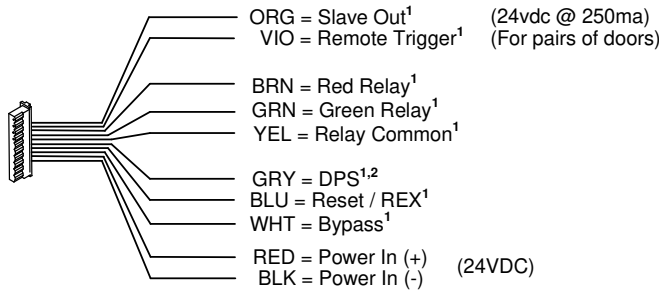 ORG = Slave Out¹ (24vdc @ 250ma)
VIO = Remote Trigger¹ (For pairs of doors)
BRN = Red Relay¹
GRN = Green Relay¹
YEL = Relay Common¹
GRY = DPS¹,²
BLU = Reset / REX¹
WHT = Bypass¹
RED = Power In (+)
(24VDC)
BLK = Power In (-)